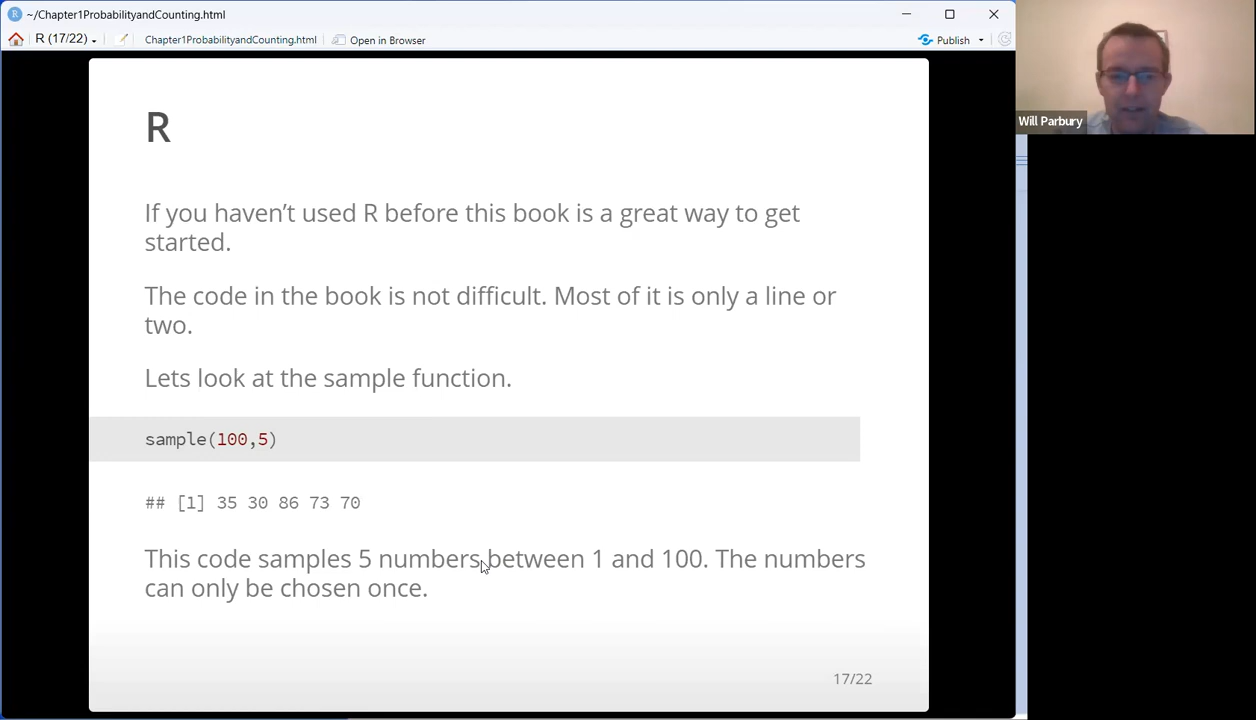 R ~/Chapter1ProbabilityandCounting.html
R (17/22) Chapter1ProbabilityandCounting.html Open in Browser Publish
Will Parbury
R
If you haven’t used R before this book is a great way to get
started.
The code in the book is not difficult. Most of it is only a line or
two.
Lets look at the sample function.
sample(100,5)
## [1] 35 30 86 73 70
This code samples 5 numbers between 1 and 100. The numbers
can only be chosen once.
17/22